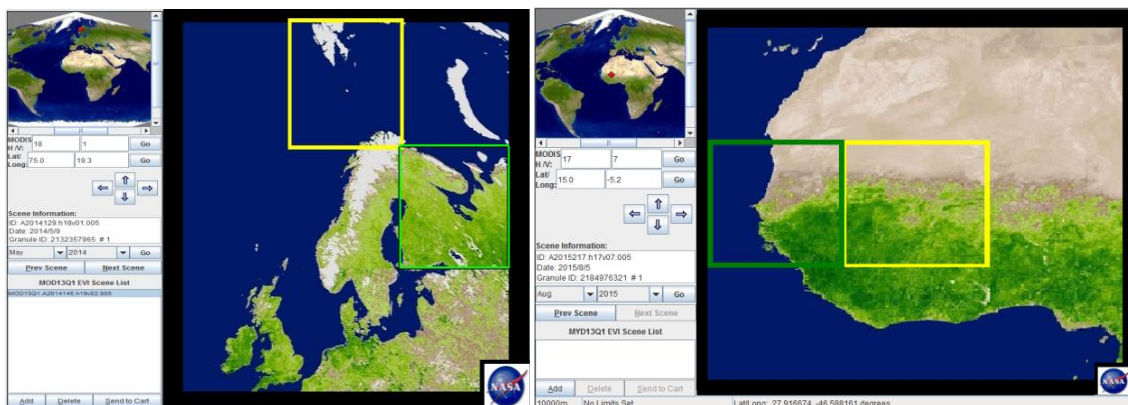 MODIS
H /V: 18 1 Go
Lat/
Long: 75.0 19.3 Go
Scene Information:
ID: A2014129.h18v01.005
Date: 2014/5/9
Granule ID: 2132357965 # 1
May 2014 Go
Prev Scene Next Scene
MOD13Q1 EVI Scene List
MOD13Q1.A2014145.h19v02.005
Add Delete Send to Cart
NASA
MODIS
H /V: 17 7 Go
Lat/
Long: 15.0 -5.2 Go
Scene Information:
ID: A2015217.h17v07.005
Date: 2015/8/5
Granule ID: 2184976321 # 1
Aug 2015 Go
Prev Scene Next Scene
MYD13Q1 EVI Scene List
Add Delete Send to Cart
10000m No Limits Set Lat/Long: 27.916674, -46.588161 degrees
NASA